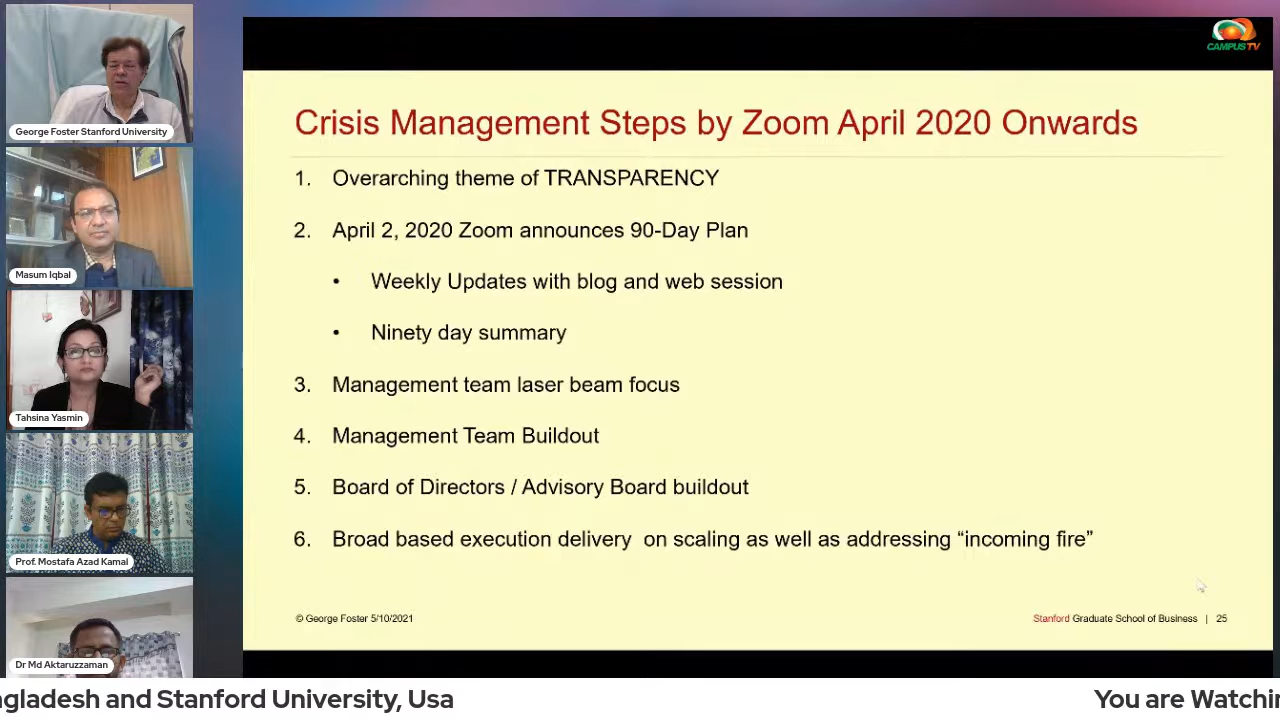 George Foster Stanford University
Masum Iqbal
Tahsina Yasmin
Prof. Mostafa Azad Kamal
Dr Md Aktaruzzaman
CAMPUSTV
Crisis Management Steps by Zoom April 2020 Onwards
1. Overarching theme of TRANSPARENCY
2. April 2, 2020 Zoom announces 90-Day Plan
• Weekly Updates with blog and web session
• Ninety day summary
3. Management team laser beam focus
4. Management Team Buildout
5. Board of Directors / Advisory Board buildout
6. Broad based execution delivery on scaling as well as addressing “incoming fire”
© George Foster 5/10/2021
Stanford Graduate School of Business | 25
ngladesh and Stanford University, Usa
You are Watchin